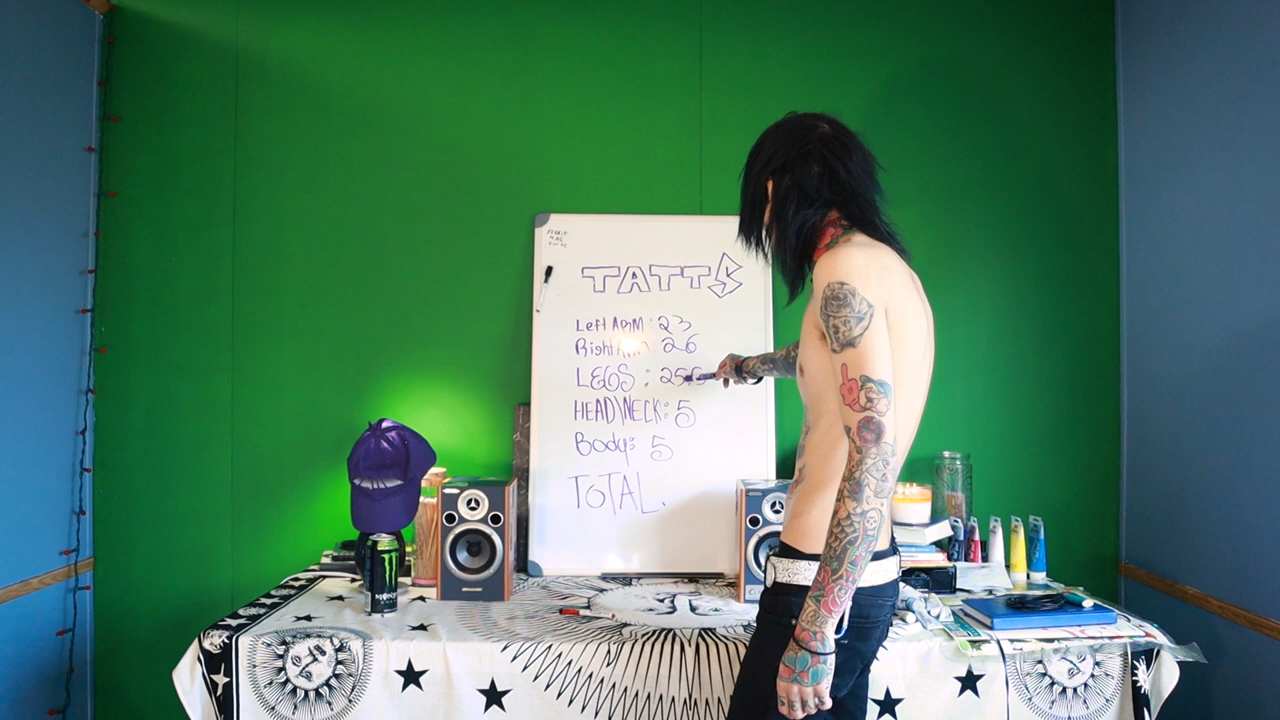 TATTS
Left ARM: 23
Right ARM: 26
LEGS: 25
HEAD\NECK: 5
Body: 5
TOTAL.
MONSTER